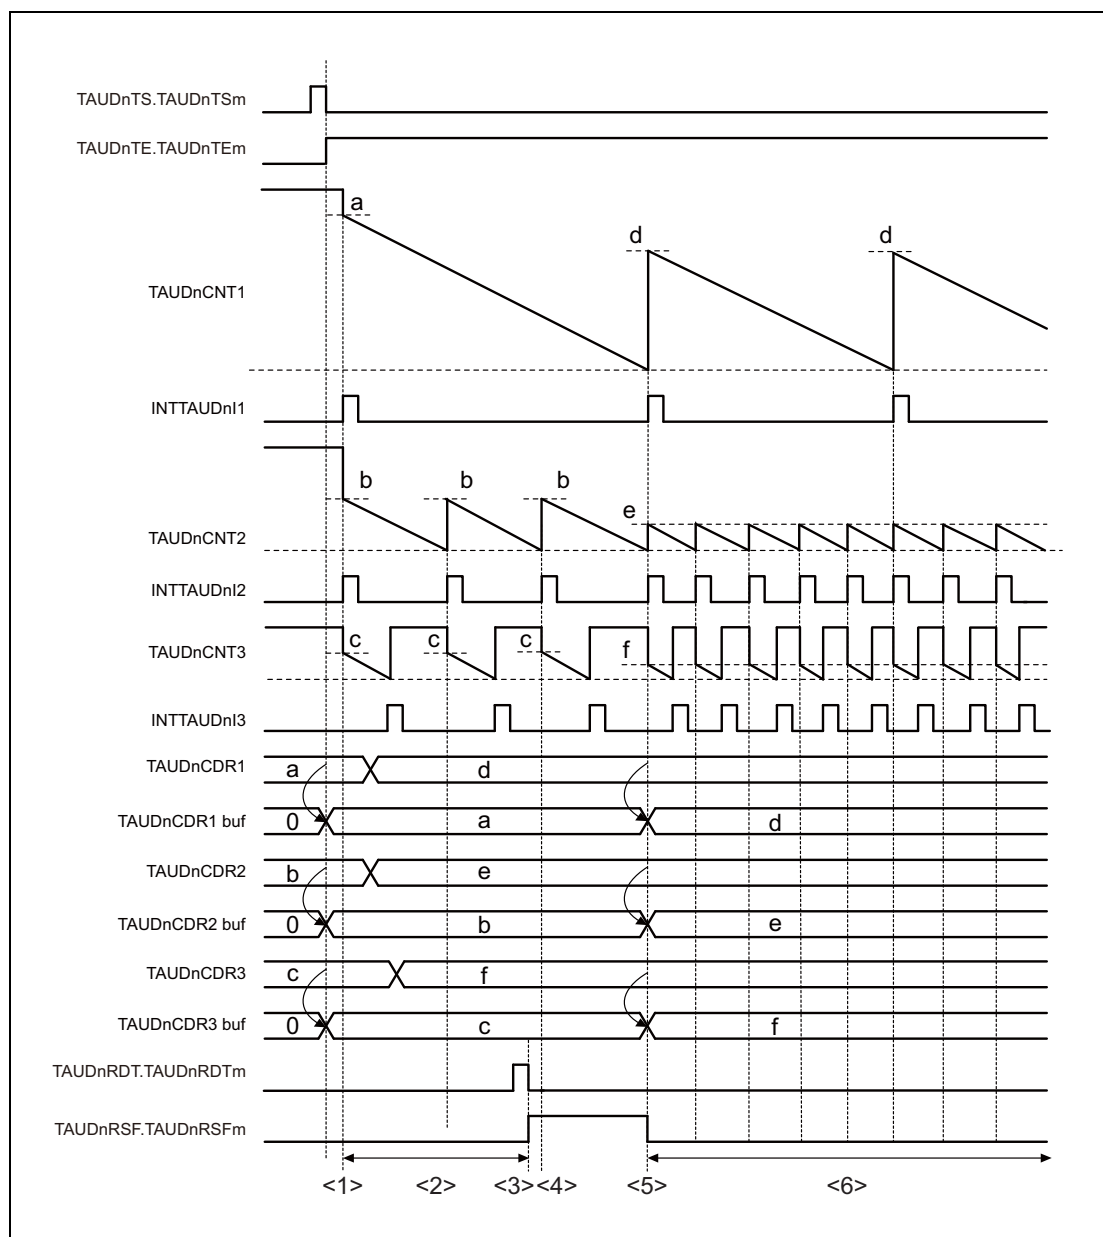 TAUDnTS.TAUDnTSm
TAUDnTE.TAUDnTEm
a
d d
TAUDnCNT1
INTTAUDnI1
b b b
e
TAUDnCNT2
INTTAUDnI2
c c c f
TAUDnCNT3
INTTAUDnI3
TAUDnCDR1 a d
TAUDnCDR1 buf 0 a d
TAUDnCDR2 b e
TAUDnCDR2 buf 0 b e
TAUDnCDR3 c f
TAUDnCDR3 buf 0 c f
TAUDnRDT.TAUDnRDTm
TAUDnRSF.TAUDnRSFm
<1> <2> <3> <4> <5> <6>